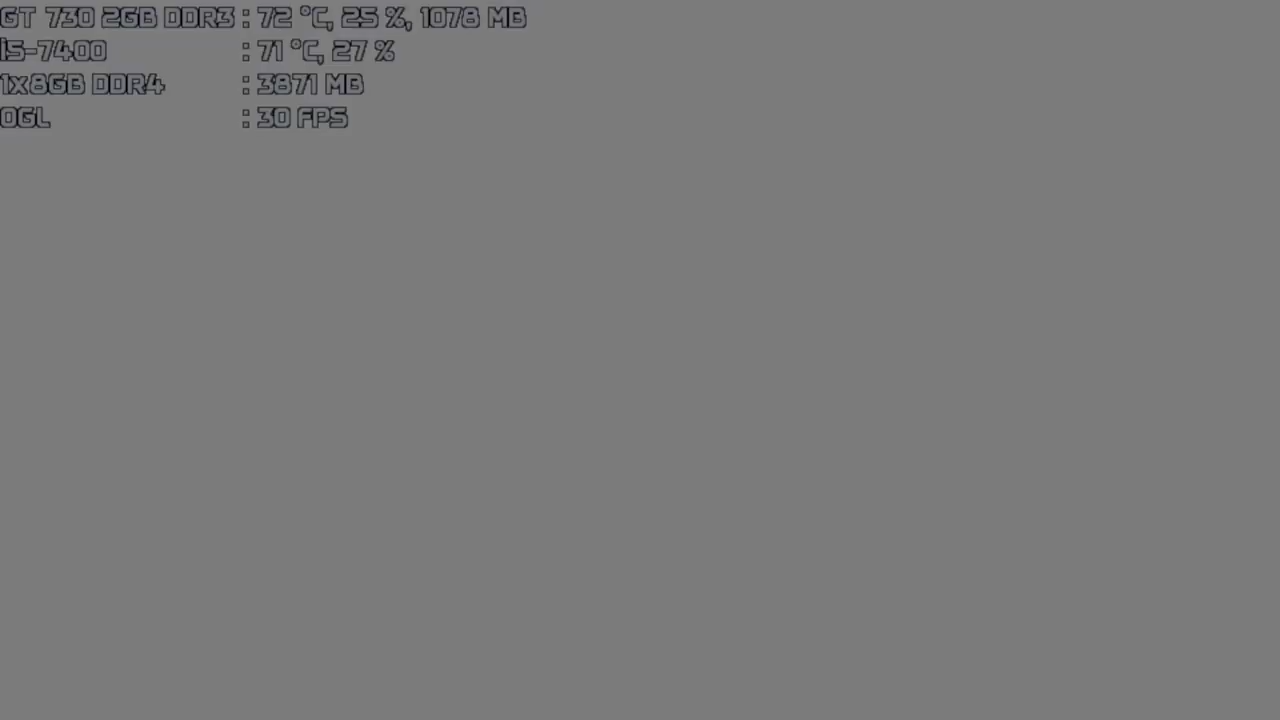 GT 730 2GB DDR3 : 72 °C, 25 %, 1078 MB
i5-7400 : 71 °C, 27 %
1x8GB DDR4 : 3871 MB
OGL : 30 FPS